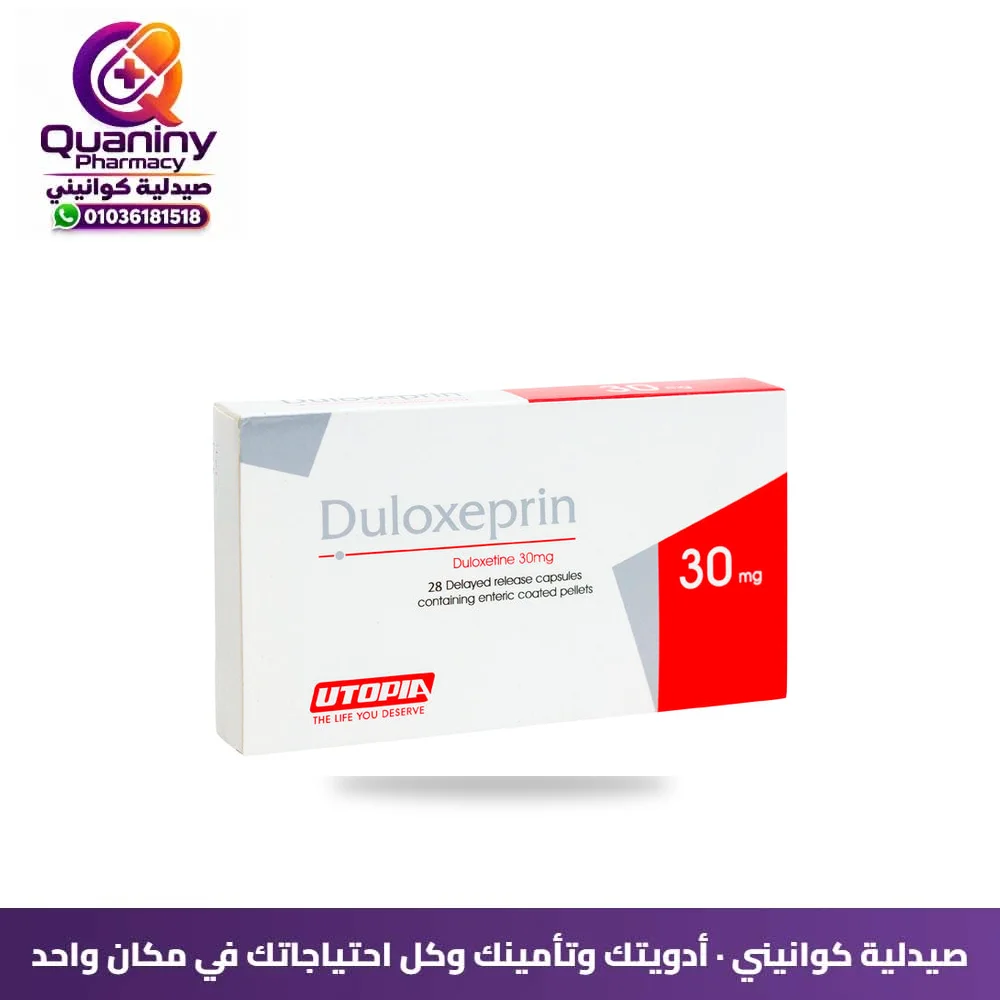 Quaniny
Pharmacy
صيدلية كوانيني
01036181518
Duloxeprin
30 mg
Duloxeprin
Duloxetine 30mg
28 Delayed release capsules
containing enteric coated pellets
30 mg
UTOPIA
THE LIFE YOU DESERVE
صيدلية كوانيني · أدويتك وتأمينك وكل احتياجاتك في مكان واحد